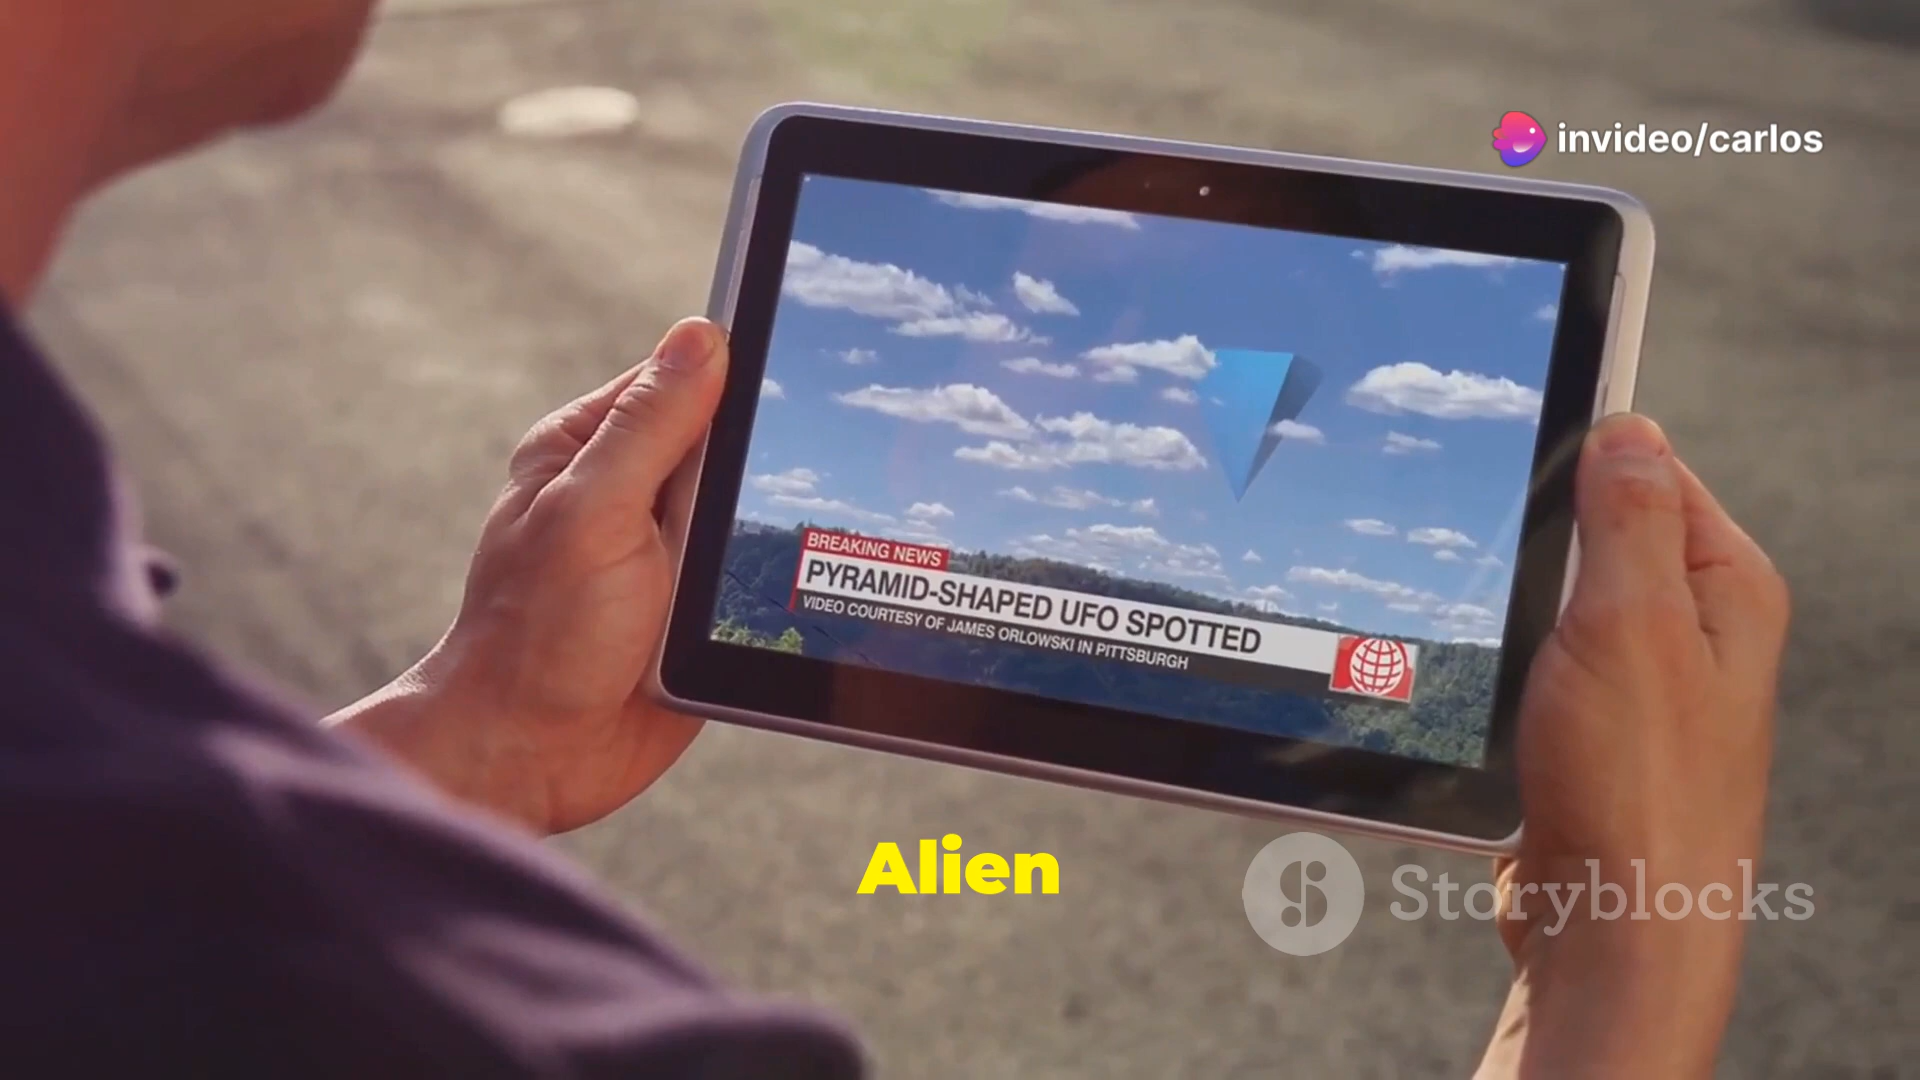 invideo/carlos
BREAKING NEWS
PYRAMID-SHAPED UFO SPOTTED
VIDEO COURTESY OF JAMES ORLOWSKI IN PITTSBURGH
Alien
Storyblocks